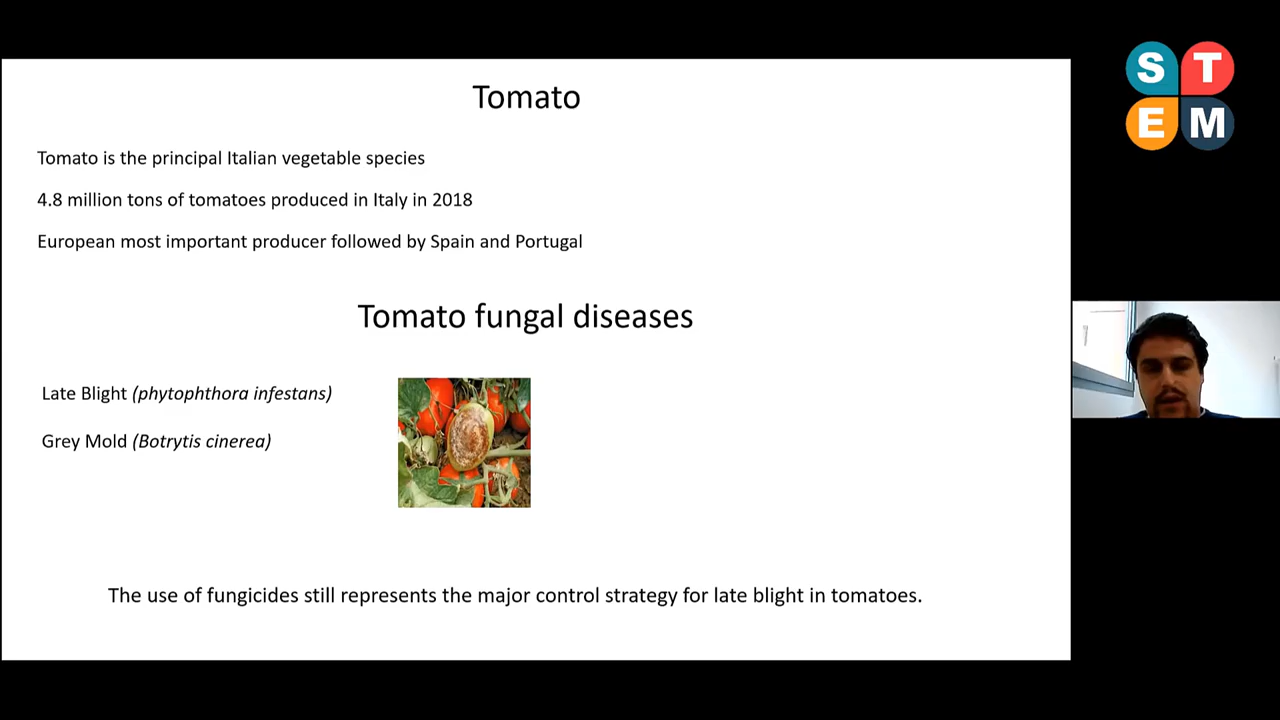 Tomato
Tomato is the principal Italian vegetable species
4.8 million tons of tomatoes produced in Italy in 2018
European most important producer followed by Spain and Portugal
Tomato fungal diseases
Late Blight (phytophthora infestans)
Grey Mold (Botrytis cinerea)
The use of fungicides still represents the major control strategy for late blight in tomatoes.
S T
E M